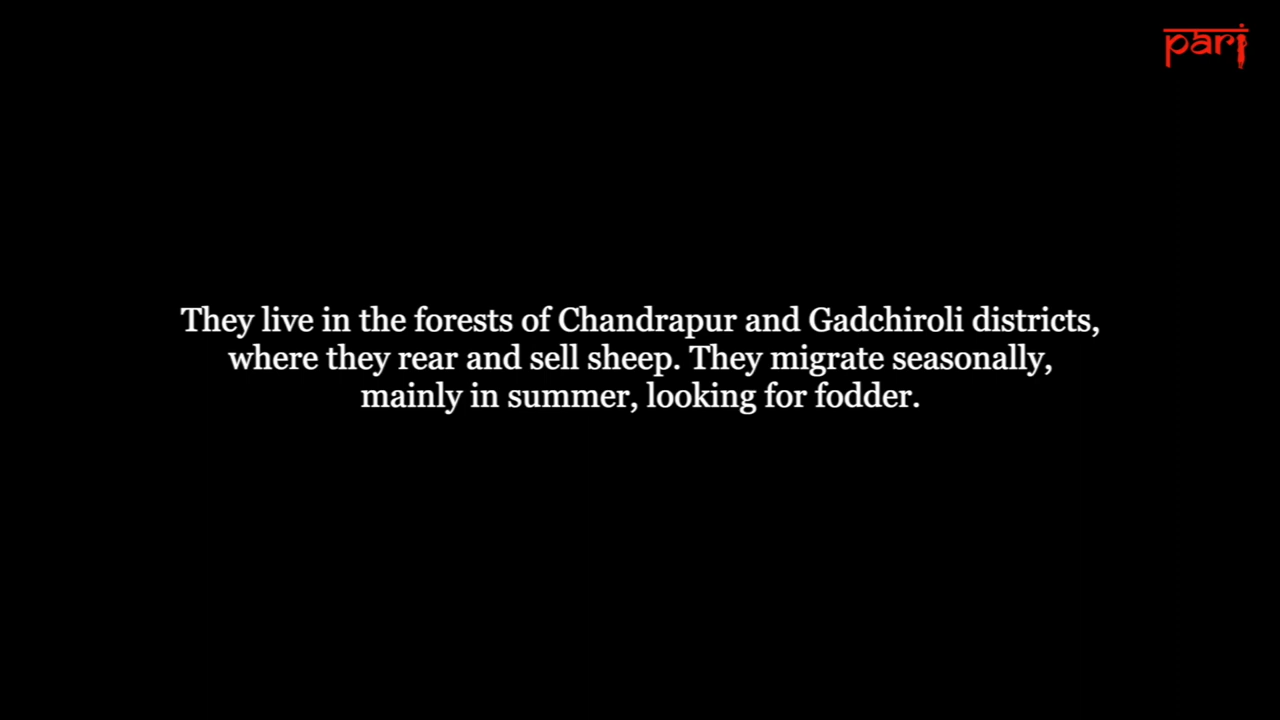 pari
They live in the forests of Chandrapur and Gadchiroli districts,
where they rear and sell sheep. They migrate seasonally,
mainly in summer, looking for fodder.